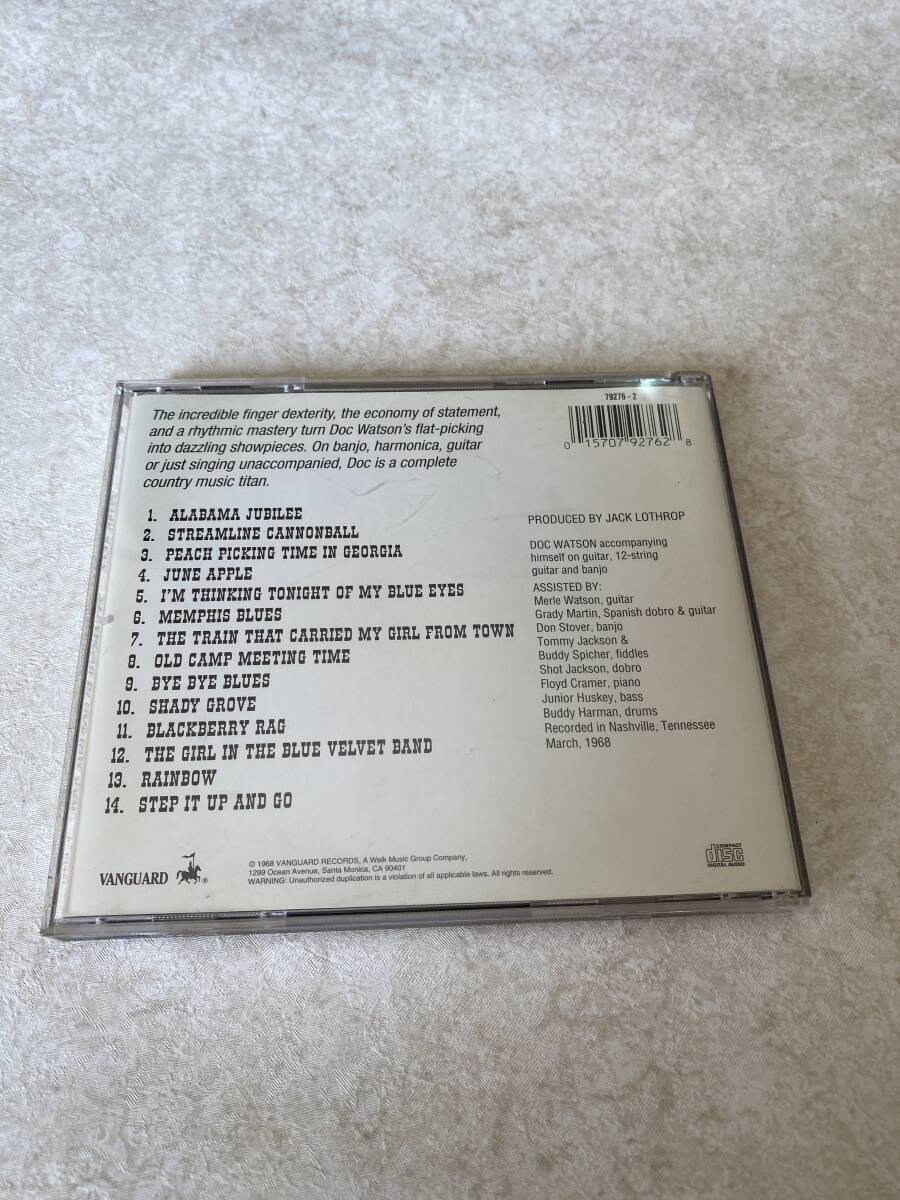 The incredible finger dexterity, the economy of statement,
and a rhythmic mastery turn Doc Watson's flat-picking
into dazzling showpieces. On banjo, harmonica, guitar
or just singing unaccompanied, Doc is a complete
country music titan.
79276 - 2
0 15707 92762 8
1. ALABAMA JUBILEE
2. STREAMLINE CANNONBALL
3. PEACH PICKING TIME IN GEORGIA
4. JUNE APPLE
5. I'M THINKING TONIGHT OF MY BLUE EYES
6. MEMPHIS BLUES
7. THE TRAIN THAT CARRIED MY GIRL FROM TOWN
8. OLD CAMP MEETING TIME
9. BYE BYE BLUES
10. SHADY GROVE
11. BLACKBERRY RAG
12. THE GIRL IN THE BLUE VELVET BAND
13. RAINBOW
14. STEP IT UP AND GO
PRODUCED BY JACK LOTHROP
DOC WATSON accompanying
himself on guitar, 12-string
guitar and banjo
ASSISTED BY:
Merle Watson, guitar
Grady Martin, Spanish dobro & guitar
Don Stover, banjo
Tommy Jackson &
Buddy Spicher, fiddles
Shot Jackson, dobro
Floyd Cramer, piano
Junior Huskey, bass
Buddy Harman, drums
Recorded in Nashville, Tennessee
March, 1968
VANGUARD ®
© 1968 VANGUARD RECORDS, A Welk Music Group Company,
1299 Ocean Avenue, Santa Monica, CA 90401
WARNING: Unauthorized duplication is a violation of all applicable laws. All rights reserved.
COMPACT
disc
DIGITAL AUDIO